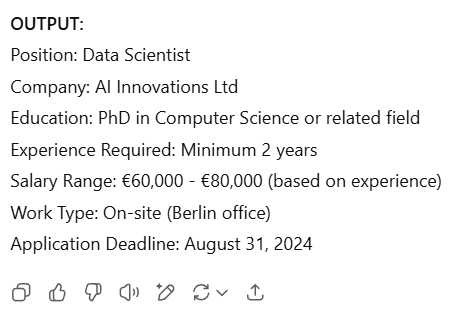 OUTPUT:
Position: Data Scientist
Company: AI Innovations Ltd
Education: PhD in Computer Science or related field
Experience Required: Minimum 2 years
Salary Range: €60,000 - €80,000 (based on experience)
Work Type: On-site (Berlin office)
Application Deadline: August 31, 2024